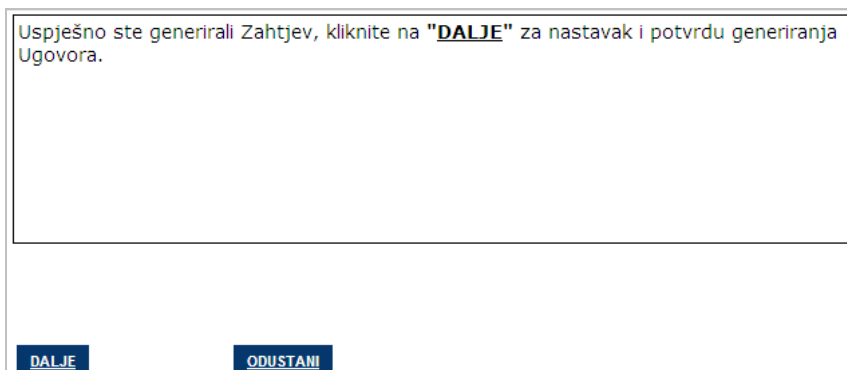 Uspješno ste generirali Zahtjev, kliknite na "DALJE" za nastavak i potvrdu generiranja
Ugovora.
DALJE ODUSTANI